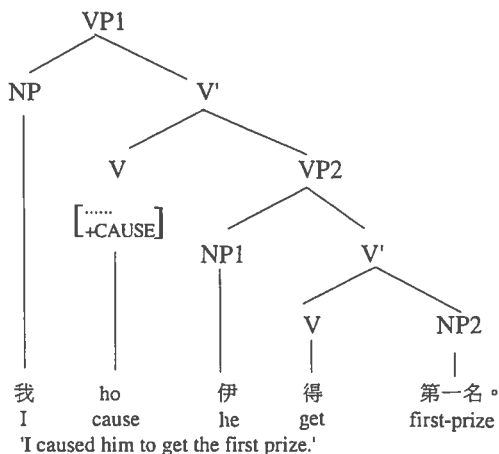 VP1
NP V'
V VP2
[......
+CAUSE]
NP1 V'
V NP2
我 ho 伊 得 第一名。
I cause he get first-prize
'I caused him to get the first prize.'